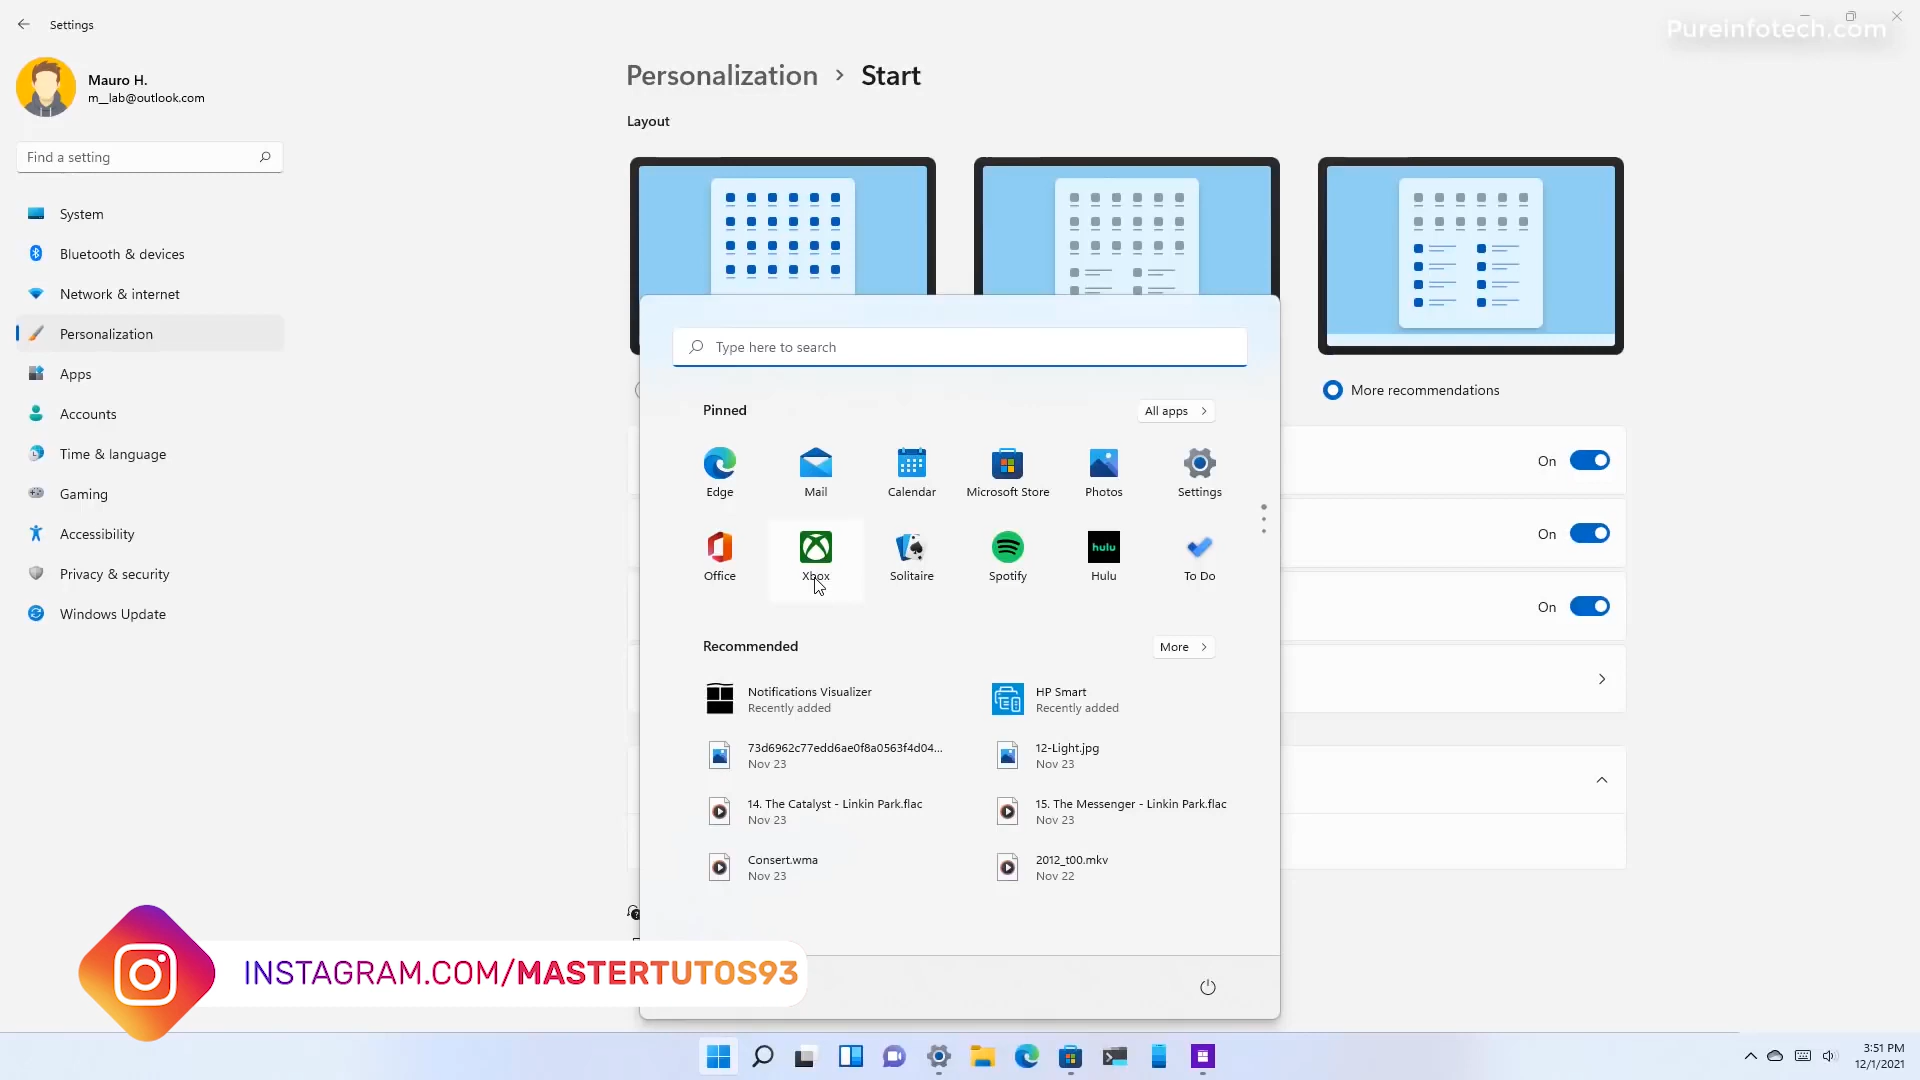 Settings
Pureinfotech.com
Mauro H.
m__lab@outlook.com
Find a setting
System
Bluetooth & devices
Network & internet
Personalization
Apps
Accounts
Time & language
Gaming
Accessibility
Privacy & security
Windows Update
Personalization > Start
Layout
More recommendations
On
On
On
Type here to search
Pinned
All apps
Edge
Mail
Calendar
Microsoft Store
Photos
Settings
Office
Xbox
Solitaire
Spotify
hulu
Hulu
To Do
Recommended
More
Notifications Visualizer
Recently added
HP Smart
Recently added
73d6962c77edd6ae0f8a0563f4d04...
Nov 23
12-Light.jpg
Nov 23
14. The Catalyst - Linkin Park.flac
Nov 23
15. The Messenger - Linkin Park.flac
Nov 23
Consert.wma
Nov 23
2012_t00.mkv
Nov 22
INSTAGRAM.COM/MASTERTUTOS93
3:51 PM
12/1/2021